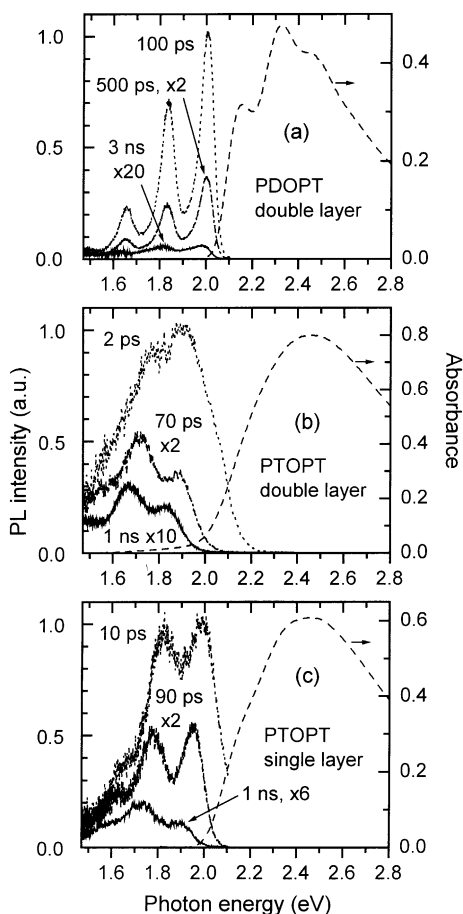 1.0
0.5
0.0
100 ps
500 ps, x2
3 ns
x20
(a)
PDOPT
double layer
0.4
0.2
0.0
1.6 1.8 2.0 2.2 2.4 2.6 2.8
1.0
0.5
0.0
2 ps
70 ps
x2
1 ns x10
(b)
PTOPT
double layer
0.8
0.6
0.4
0.2
0.0
1.6 1.8 2.0 2.2 2.4 2.6 2.8
PL intensity (a.u.)
Absorbance
1.0
0.5
0.0
10 ps
90 ps
x2
1 ns, x6
(c)
PTOPT
single layer
0.6
0.4
0.2
0.0
1.6 1.8 2.0 2.2 2.4 2.6 2.8
Photon energy (eV)